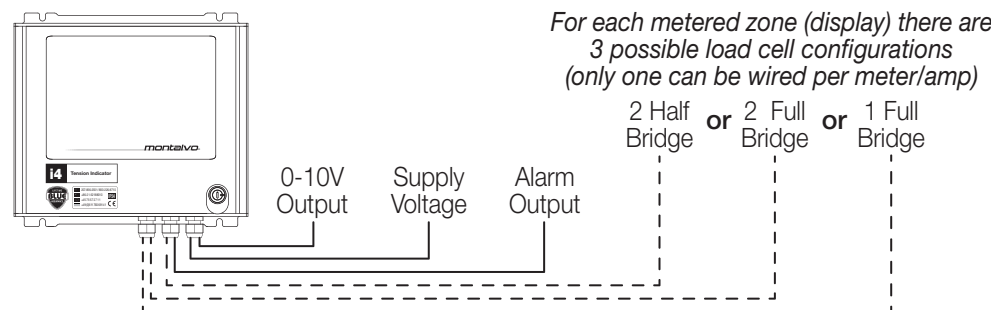 For each metered zone (display) there are
3 possible load cell configurations
(only one can be wired per meter/amp)
2 Half Bridge or 2 Full Bridge or 1 Full Bridge
montalvo
i4 Tension Indicator
BLUE
CE
0-10V Output
Supply Voltage
Alarm Output